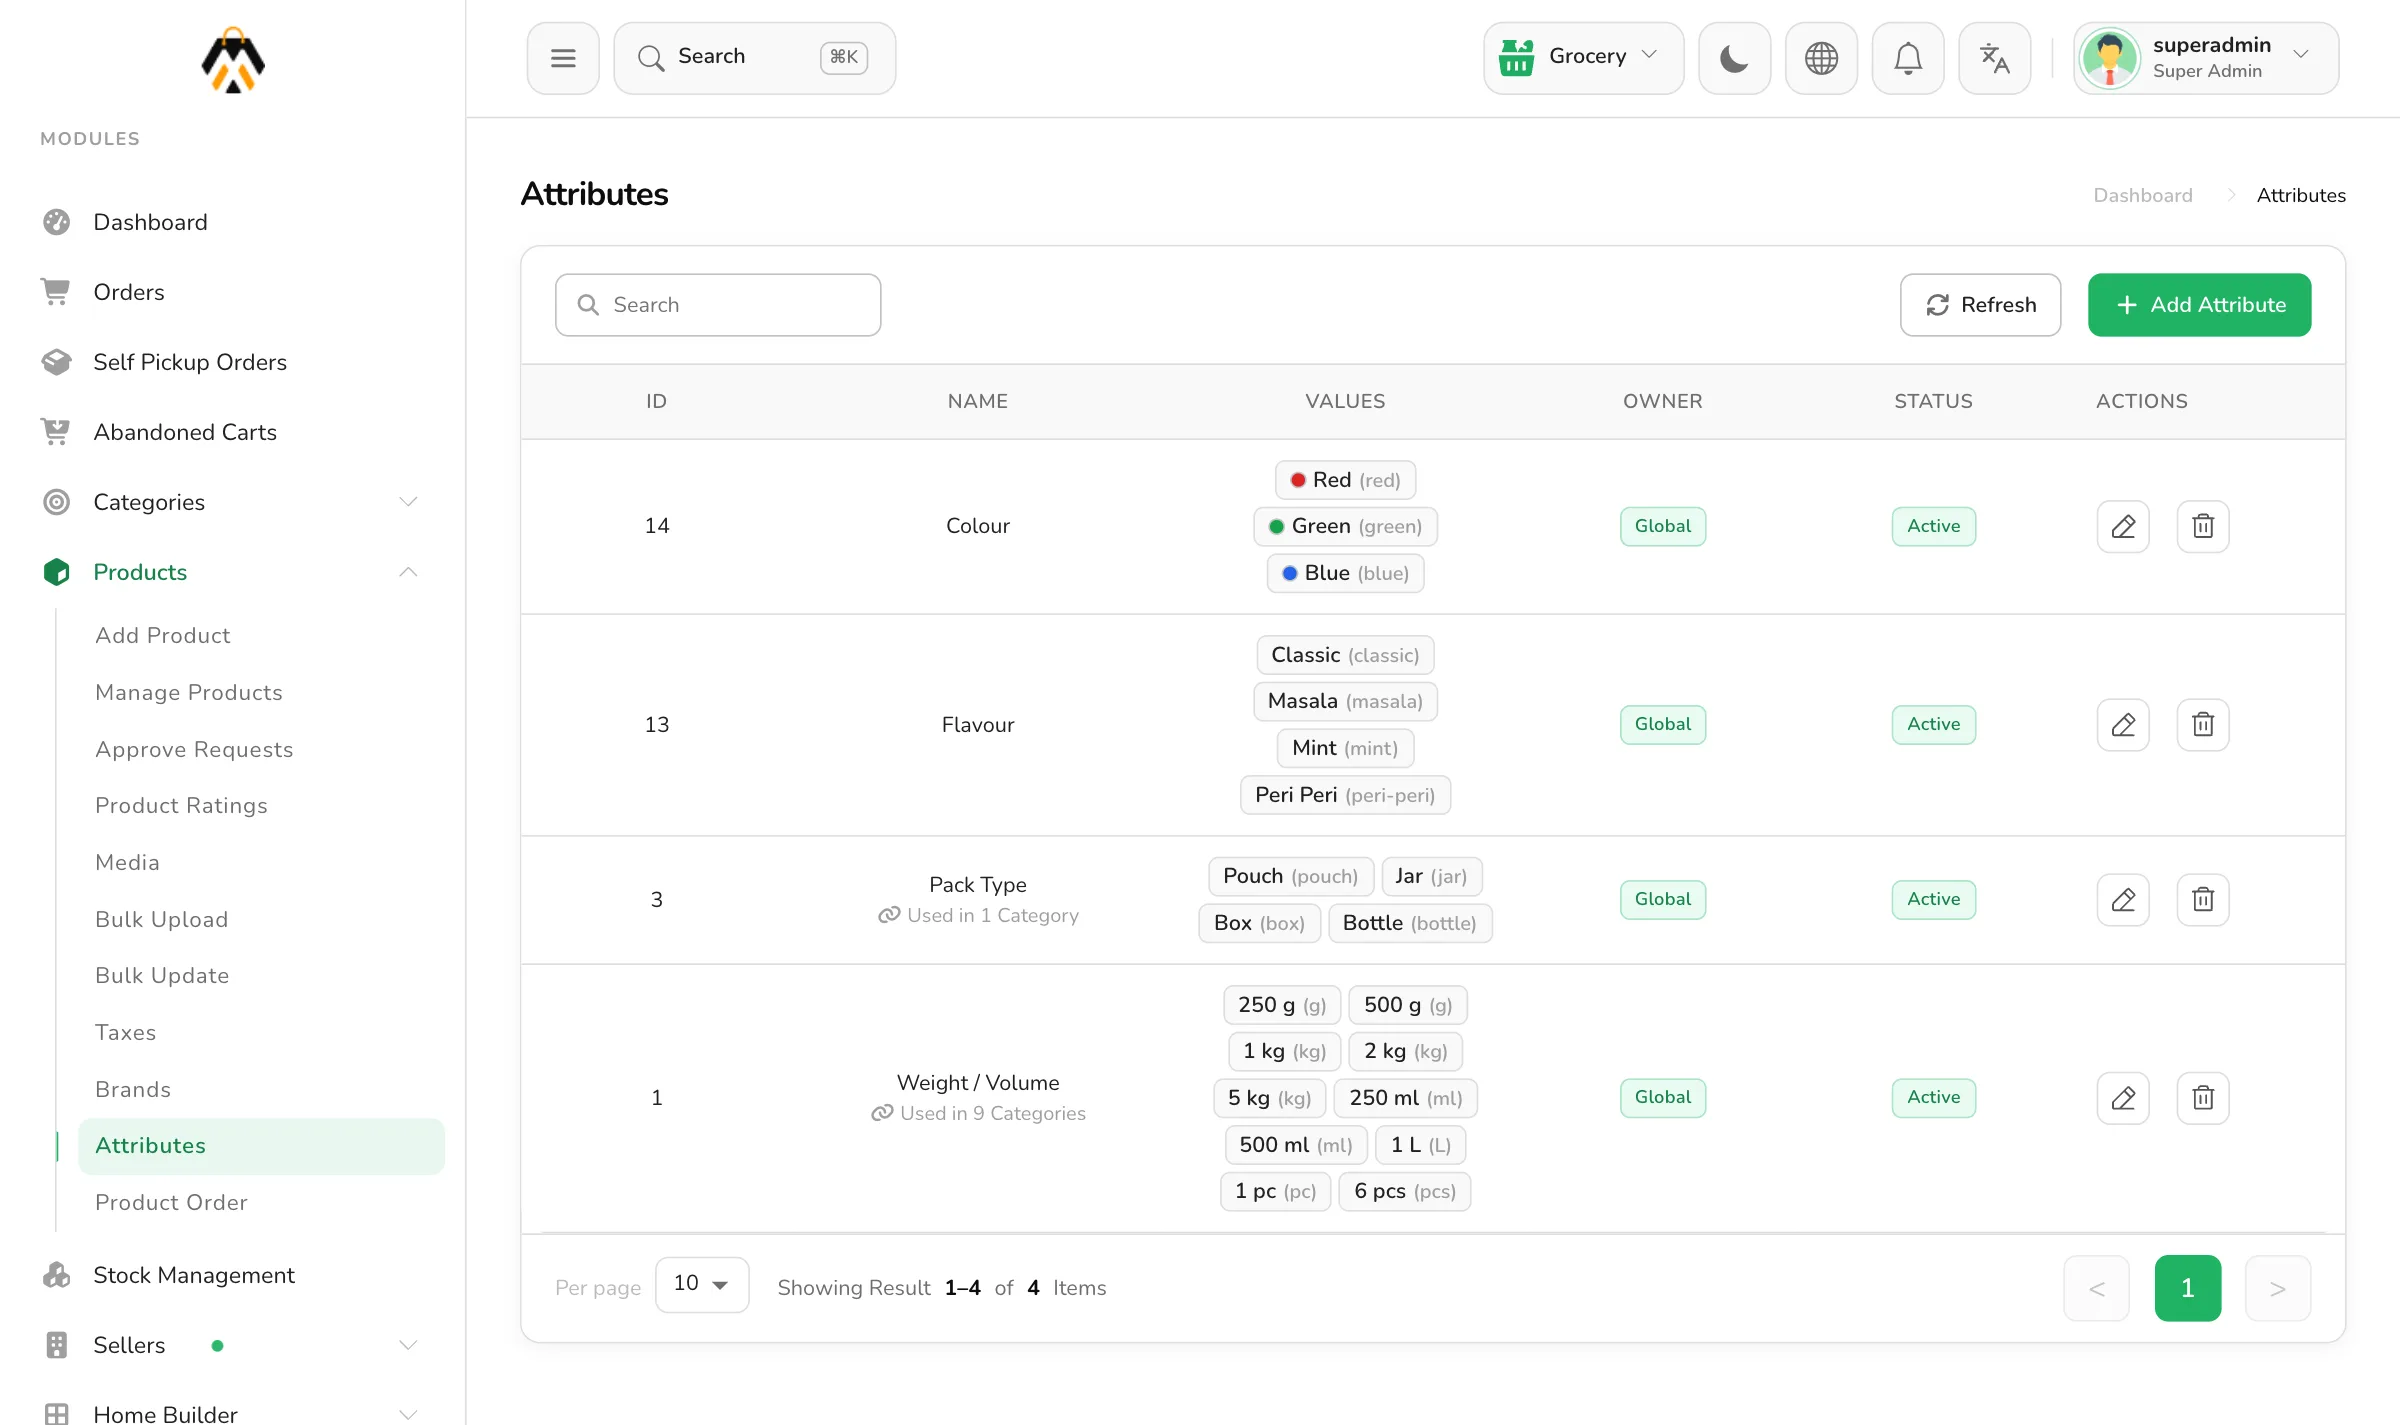 MODULES
Dashboard
Orders
Self Pickup Orders
Abandoned Carts
Categories
Products
Add Product
Manage Products
Approve Requests
Product Ratings
Media
Bulk Upload
Bulk Update
Taxes
Brands
Attributes
Product Order
Stock Management
Sellers
Home Builder
Search ⌘K
Grocery
superadmin
Super Admin
Attributes
Dashboard > Attributes
Search
Refresh
+ Add Attribute
ID NAME VALUES OWNER STATUS ACTIONS
14 Colour
Red (red)
Green (green)
Blue (blue)
Global Active
13 Flavour
Classic (classic)
Masala (masala)
Mint (mint)
Peri Peri (peri-peri)
Global Active
3 Pack Type
Used in 1 Category
Pouch (pouch) Jar (jar)
Box (box) Bottle (bottle)
Global Active
1 Weight / Volume
Used in 9 Categories
250 g (g) 500 g (g)
1 kg (kg) 2 kg (kg)
5 kg (kg) 250 ml (ml)
500 ml (ml) 1 L (L)
1 pc (pc) 6 pcs (pcs)
Global Active
Per page 10 Showing Result 1–4 of 4 Items
< 1 >